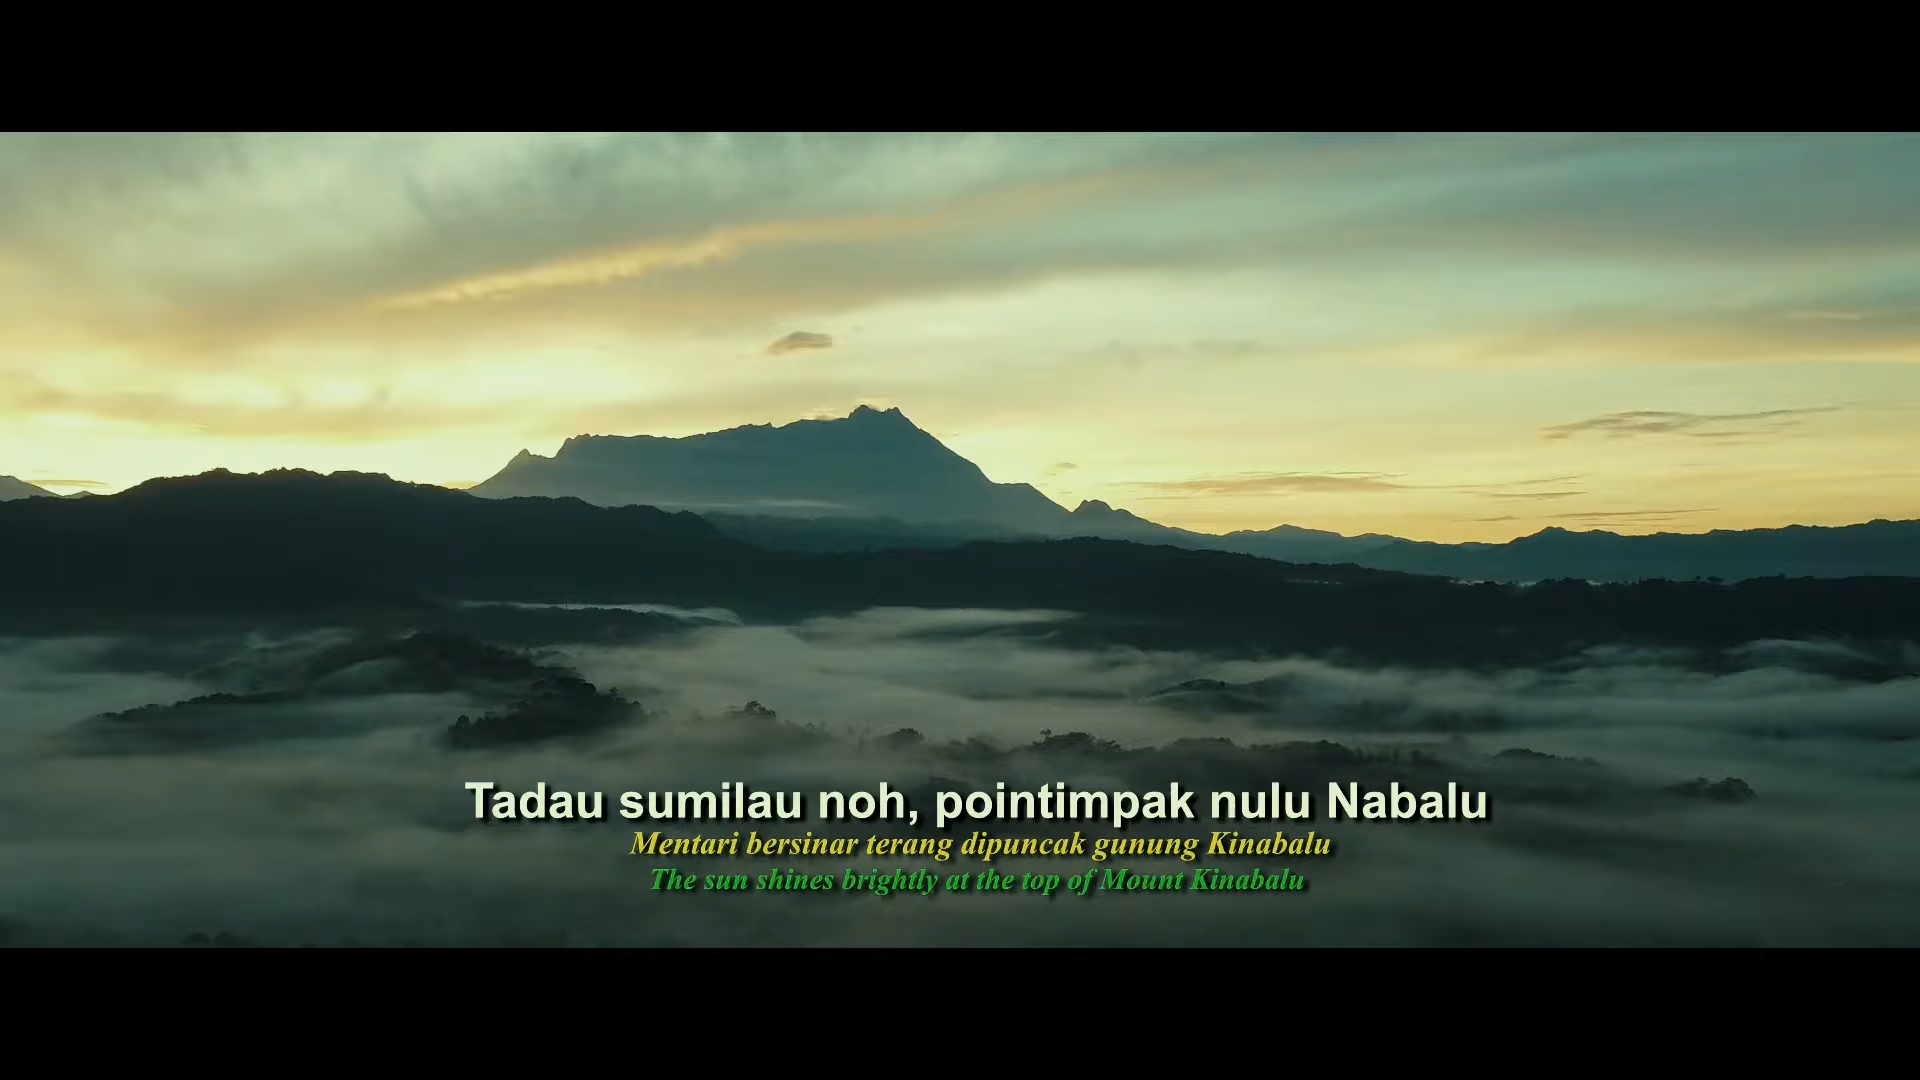 Tadau sumilau noh, pointimpak nulu Nabalu
Mentari bersinar terang dipuncak gunung Kinabalu
The sun shines brightly at the top of Mount Kinabalu